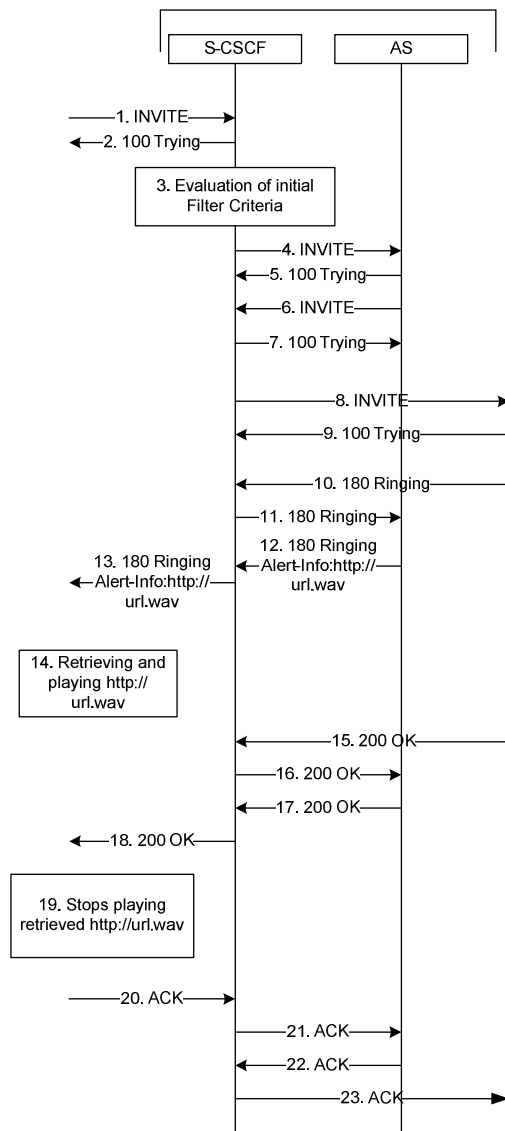 S-CSCF
AS
1. INVITE
2. 100 Trying
3. Evaluation of initial
Filter Criteria
4. INVITE
5. 100 Trying
6. INVITE
7. 100 Trying
8. INVITE
9. 100 Trying
10. 180 Ringing
11. 180 Ringing
12. 180 Ringing
Alert-Info:http://
url.wav
13. 180 Ringing
Alert-Info:http://
url.wav
14. Retrieving and
playing http://
url.wav
15. 200 OK
16. 200 OK
17. 200 OK
18. 200 OK
19. Stops playing
retrieved http://url.wav
20. ACK
21. ACK
22. ACK
23. ACK